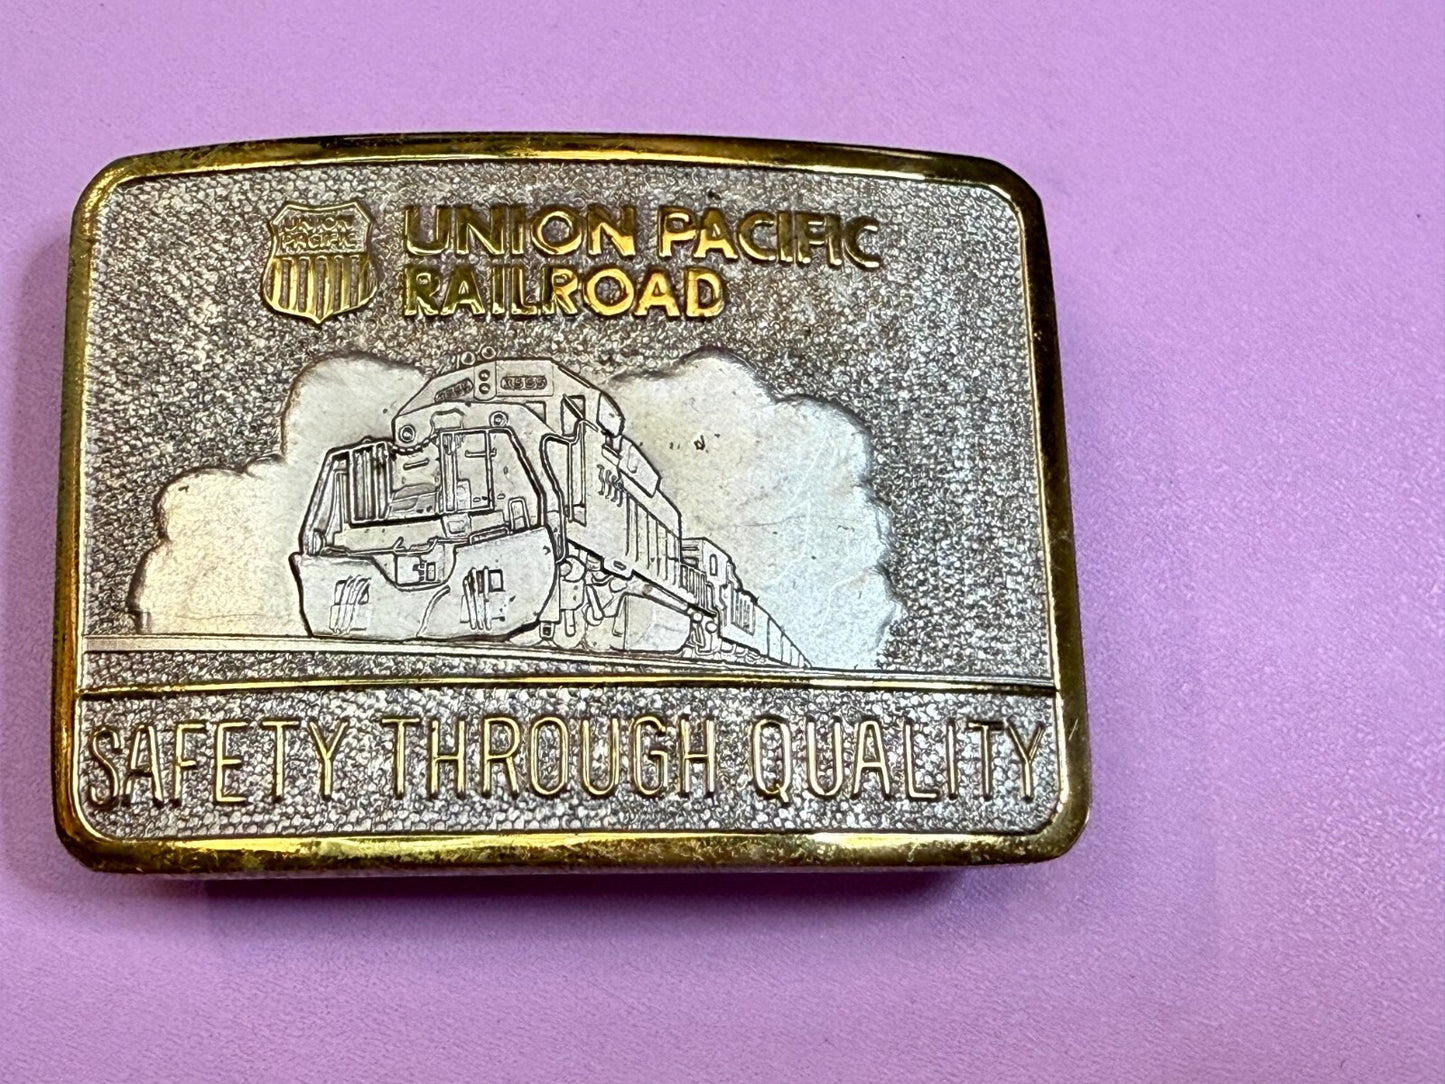 UNION
PACIFIC
UNION PACIFIC
RAILROAD
SAFETY THROUGH QUALITY